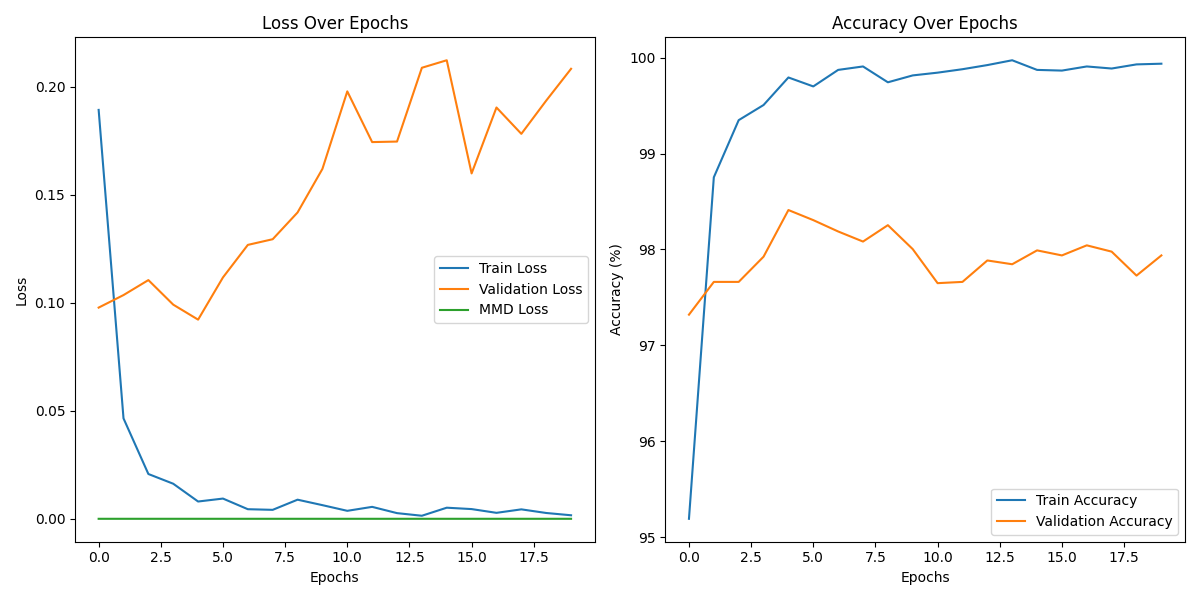 Loss Over Epochs
Loss
0.20
0.15
0.10
0.05
0.00
Train Loss
Validation Loss
MMD Loss
0.0 2.5 5.0 7.5 10.0 12.5 15.0 17.5
Epochs
Accuracy Over Epochs
Accuracy (%)
100
99
98
97
96
95
Train Accuracy
Validation Accuracy
0.0 2.5 5.0 7.5 10.0 12.5 15.0 17.5
Epochs